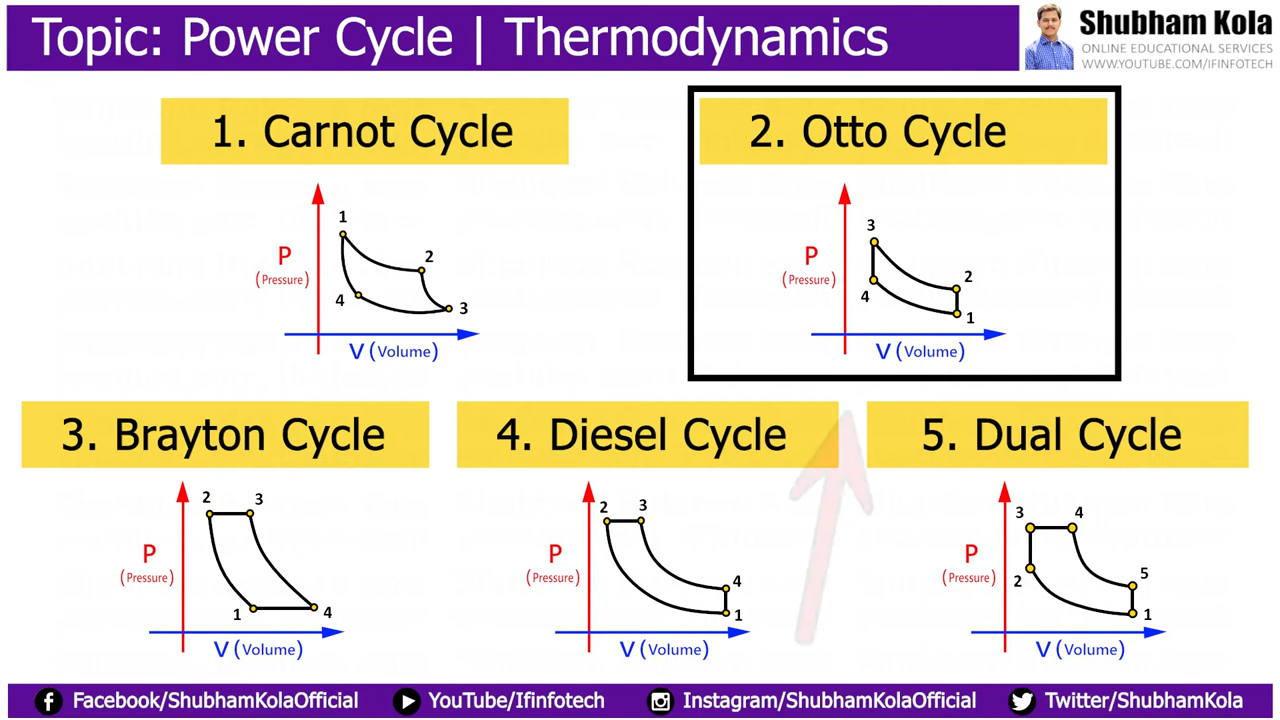 Topic: Power Cycle | Thermodynamics
Shubham Kola
ONLINE EDUCATIONAL SERVICES
WWW.YOUTUBE.COM/IFINFOTECH
1. Carnot Cycle
1
P
(Pressure)
2
4
3
V (Volume)
2. Otto Cycle
3
P
(Pressure)
2
4
1
V (Volume)
3. Brayton Cycle
2 3
P
(Pressure)
1 4
V (Volume)
4. Diesel Cycle
2 3
P
(Pressure)
4
1
V (Volume)
5. Dual Cycle
3 4
P
(Pressure)
5
2
1
V (Volume)
Facebook/ShubhamKolaOfficial YouTube/Ifinfotech Instagram/ShubhamKolaOfficial Twitter/ShubhamKola